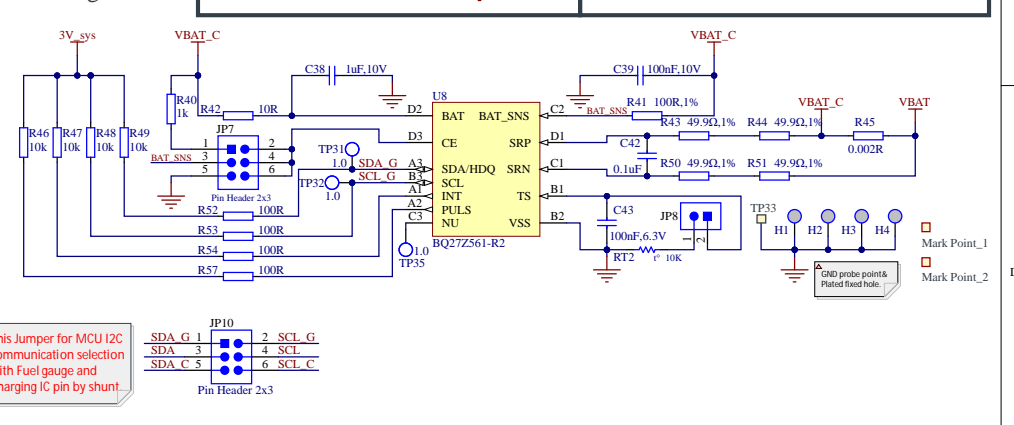 3V_sys
VBAT_C
VBAT_C
C38 1uF,10V
C39 100nF,10V
U8
R40
1k
R42 10R
D2 BAT
BAT_SNS C2
BAT_SNS
R41 100R,1%
VBAT_C
VBAT
R46
10k
R47
10k
R48
10k
R49
10k
JP7
1 2
3 4
5 6
BAT_SNS
Pin Header 2x3
D3 CE
SRP D1
R43 49.9Ω,1%
R44 49.9Ω,1%
R45
0.002R
C42
0.1uF
TP31
1.0
TP32
1.0
SDA_G A3 SDA/HDQ
SCL_G B3 SCL
A1 INT
A2 PULS
C3 NU
SRN C1
R50 49.9Ω,1%
R51 49.9Ω,1%
TS B1
VSS B2
BQ27Z561-R2
R52 100R
R53 100R
R54 100R
R57 100R
1.0
TP35
C43
100nF,6.3V
JP8
1
2
RT2 t° 10K
TP33
H1
H2
H3
H4
GND probe point&
Plated fixed hole.
Mark Point_1
Mark Point_2
his Jumper for MCU I2C
ommunication selection
ith Fuel gauge and
harging IC pin by shunt.
JP10
SDA_G 1 2 SCL_G
SDA 3 4 SCL
SDA_C 5 6 SCL_C
Pin Header 2x3